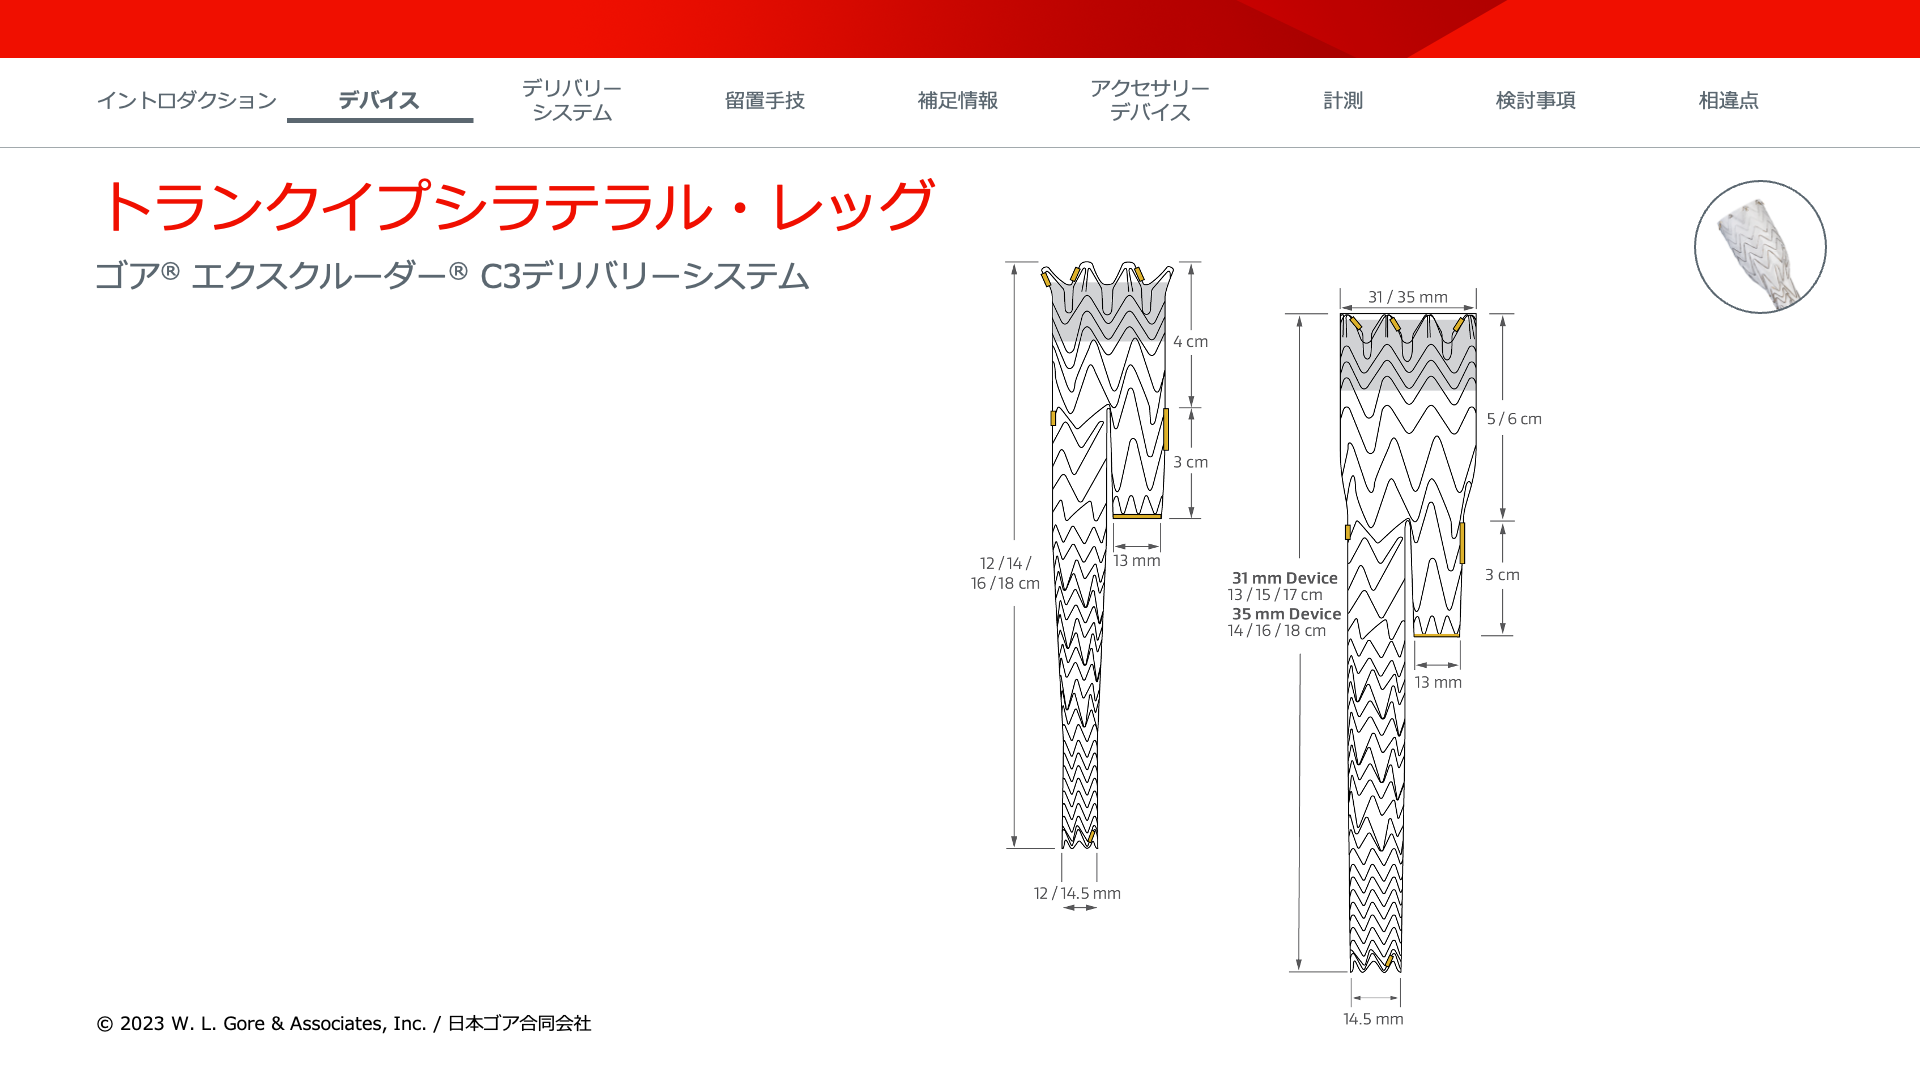 イントロダクション
デバイス
デリバリー
システム
留置手技
補足情報
アクセサリー
デバイス
計測
検討事項
相違点
トランクイプシラテラル・レッグ
ゴア® エクスクルーダー® C3デリバリーシステム
4 cm
3 cm
13 mm
12 / 14 /
16 / 18 cm
12 / 14.5 mm
31 / 35 mm
5 / 6 cm
3 cm
31 mm Device
13 / 15 / 17 cm
35 mm Device
14 / 16 / 18 cm
13 mm
14.5 mm
© 2023 W. L. Gore & Associates, Inc. / 日本ゴア合同会社